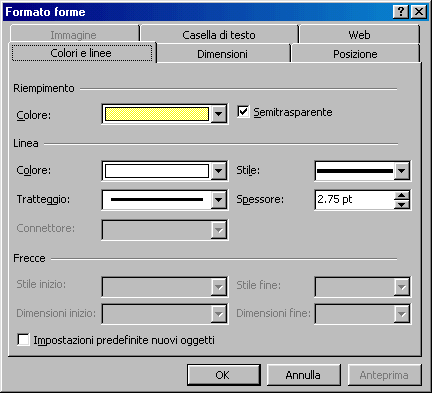 Formato forme
Immagine Casella di testo Web
Colori e linee Dimensioni Posizione
Riempimento
Colore: Semitrasparente
Linea
Colore: Stile:
Tratteggio: Spessore: 2.75 pt
Connettore:
Frecce
Stile inizio: Stile fine:
Dimensioni inizio: Dimensioni fine:
Impostazioni predefinite nuovi oggetti
OK Annulla Anteprima